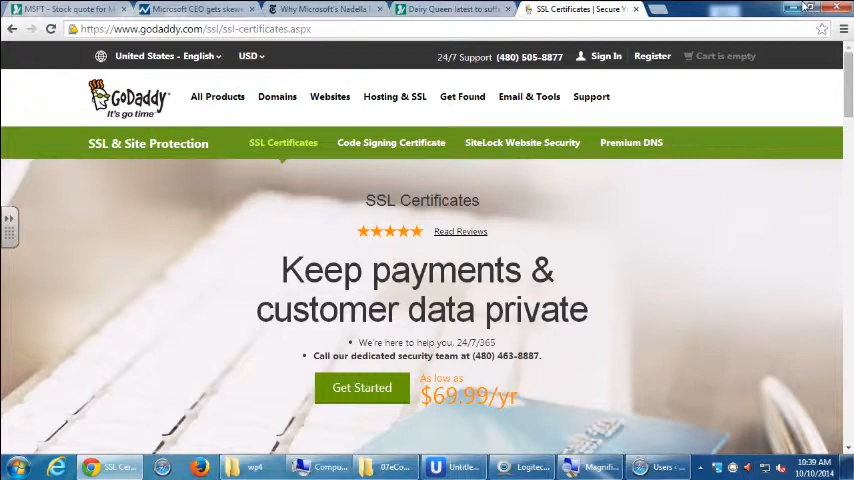 MSFT - Stock quote for M
Microsoft CEO gets skewe
Why Microsoft's Nadella
Dairy Queen latest to suffe
SSL Certificates | Secure Y
https://www.godaddy.com/ssl/ssl-certificates.aspx
United States - English
USD
24/7 Support (480) 505-8877
Sign In
Register
Cart is empty
GoDaddy
It's go time
All Products
Domains
Websites
Hosting & SSL
Get Found
Email & Tools
Support
SSL & Site Protection
SSL Certificates
Code Signing Certificate
SiteLock Website Security
Premium DNS
SSL Certificates
Read Reviews
Keep payments &
customer data private
• We're here to help you, 24/7/365
• Call our dedicated security team at (480) 463-8887.
Get Started
As low as
$69.99/yr
SSL Cer...
wp4
Compu...
07eCo...
Untitle...
Logitec...
Magnifi...
Users - ...
10:39 AM
10/10/2014